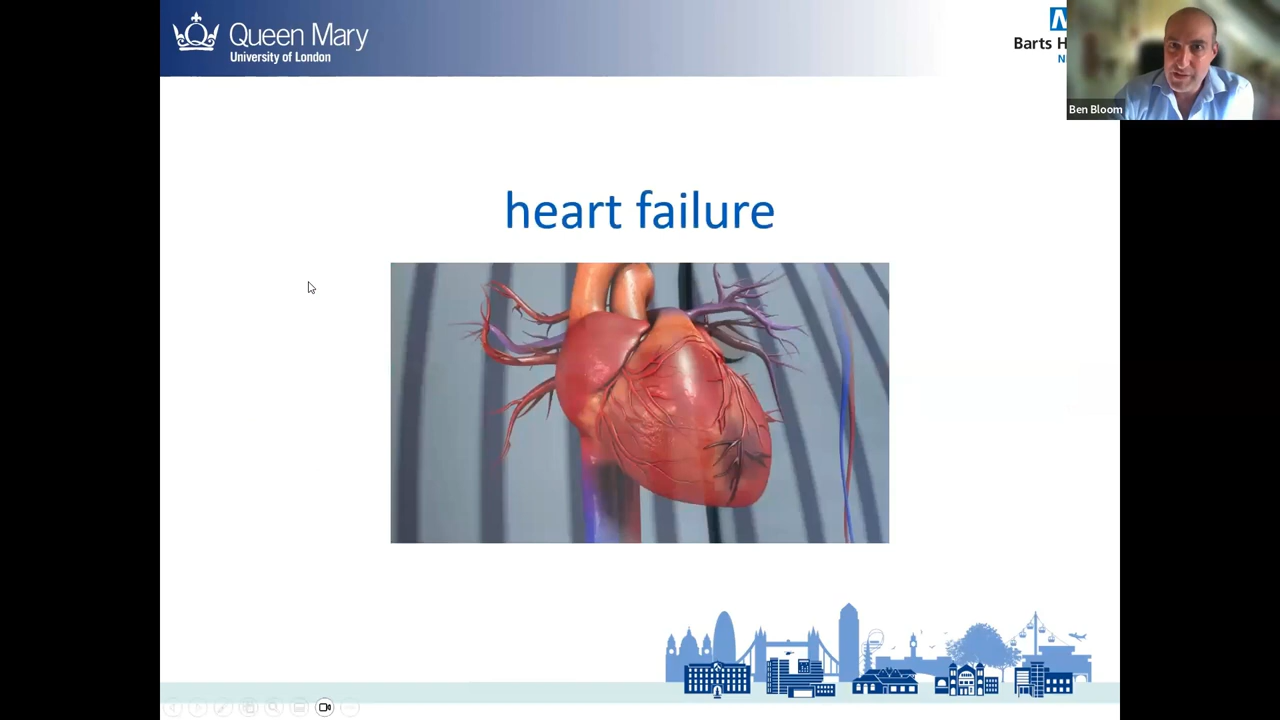 Queen Mary
University of London
Barts H
N
Ben Bloom
heart failure